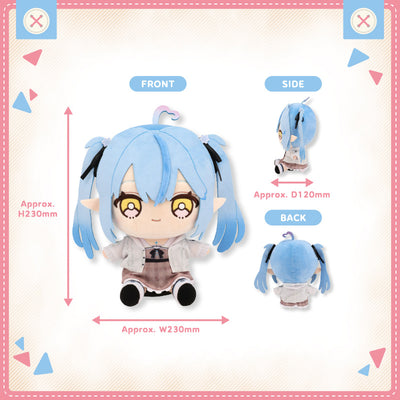 FRONT
SIDE
Approx.
H230mm
Approx. D120mm
BACK
Approx. W230mm